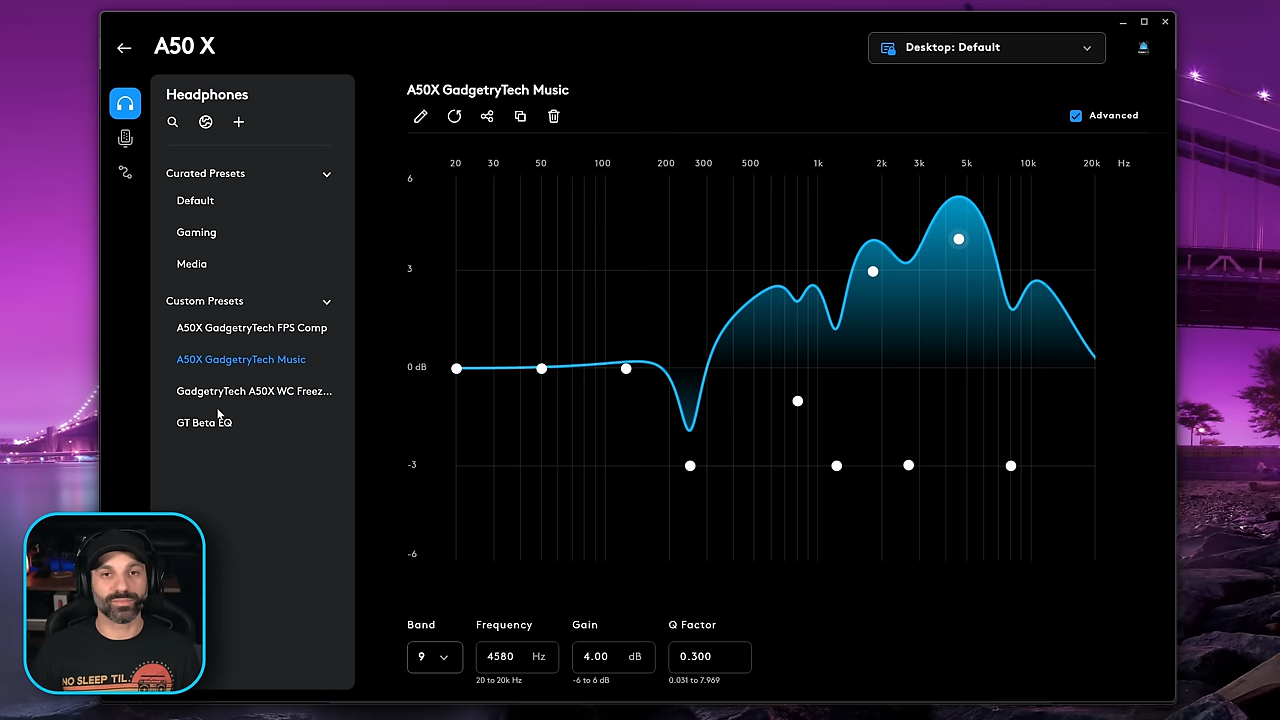 A50 X
Desktop: Default
Headphones
Curated Presets
Default
Gaming
Media
Custom Presets
A50X GadgetryTech FPS Comp
A50X GadgetryTech Music
GadgetryTech A50X WC Freez...
GT Beta EQ
A50X GadgetryTech Music
Advanced
20 30 50 100 200 300 500 1k 2k 3k 5k 10k 20k Hz
6
3
0 dB
-3
-6
Band Frequency Gain Q Factor
9 4580 Hz 4.00 dB 0.300
20 to 20k Hz -6 to 6 dB 0.031 to 7.969
NO SLEEP TIL